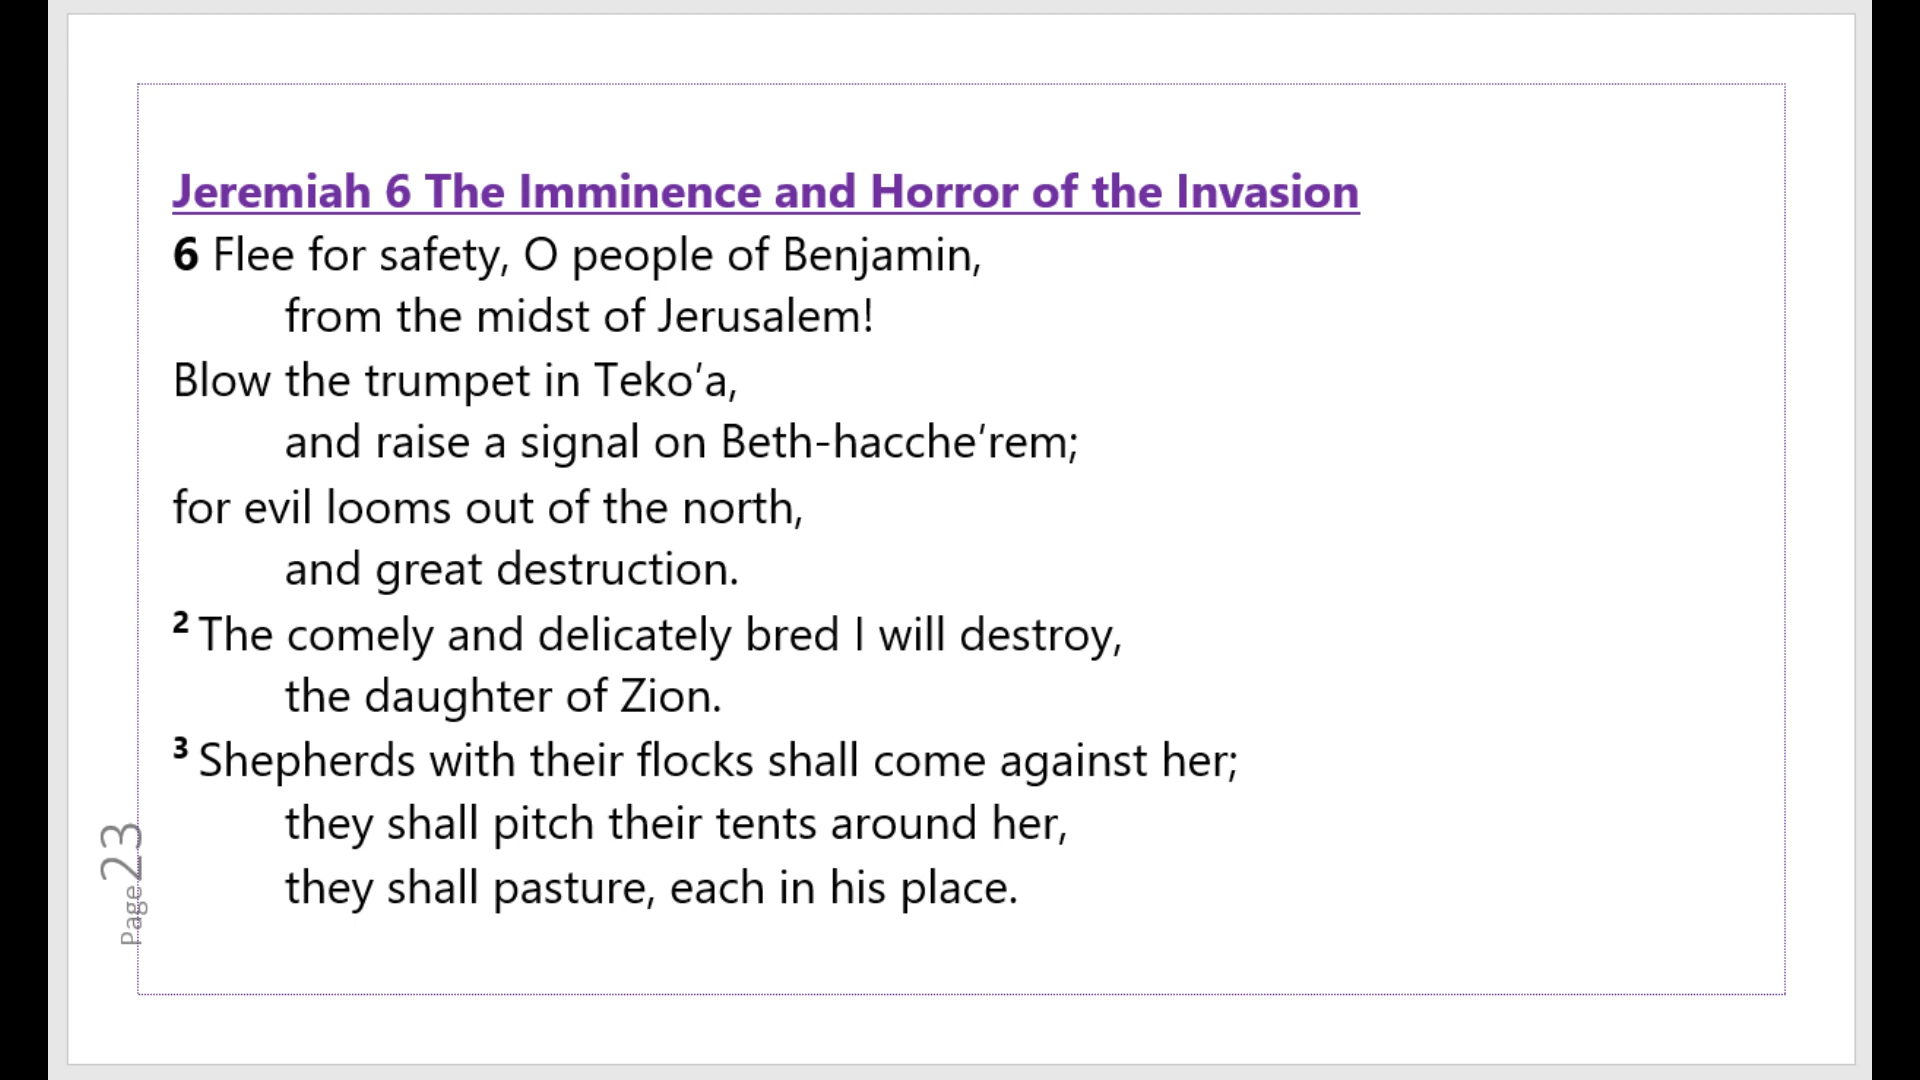 Jeremiah 6 The Imminence and Horror of the Invasion
6 Flee for safety, O people of Benjamin,
from the midst of Jerusalem!
Blow the trumpet in Teko′a,
and raise a signal on Beth-hacche′rem;
for evil looms out of the north,
and great destruction.
2 The comely and delicately bred I will destroy,
the daughter of Zion.
3 Shepherds with their flocks shall come against her;
they shall pitch their tents around her,
they shall pasture, each in his place.
Page 23